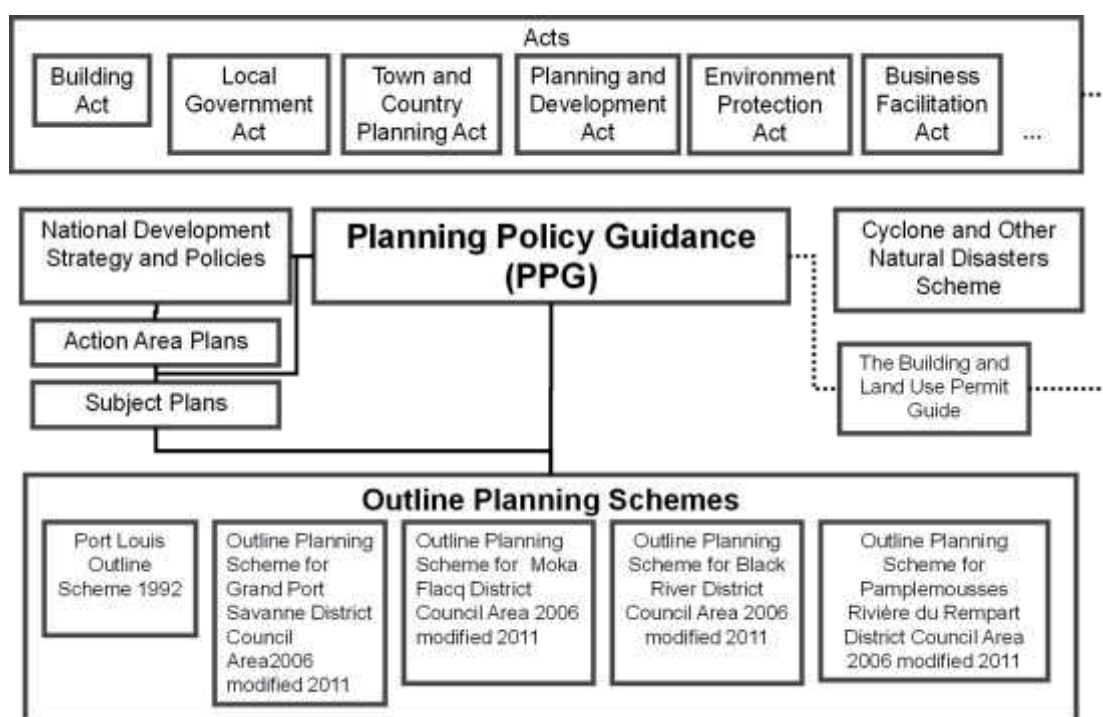 Acts
Building
Act
Local
Government
Act
Town and
Country
Planning Act
Planning and
Development
Act
Environment
Protection
Act
Business
Facilitation
Act
...
National Development
Strategy and Policies
Planning Policy Guidance
(PPG)
Cyclone and Other
Natural Disasters
Scheme
Action Area Plans
Subject Plans
The Building and
Land Use Permit
Guide
Outline Planning Schemes
Port Louis
Outline
Scheme 1992
Outline Planning
Scheme for
Grand Port
Savanne District
Council
Area2006
modified 2011
Outline Planning
Scheme for Moka
Flacq District
Council Area 2006
modified 2011
Outline Planning
Scheme for Black
River District
Council Area 2006
modified 2011
Outline Planning
Scheme for
Pamplemousses
Rivière du Rempart
District Council Area
2006 modified 2011